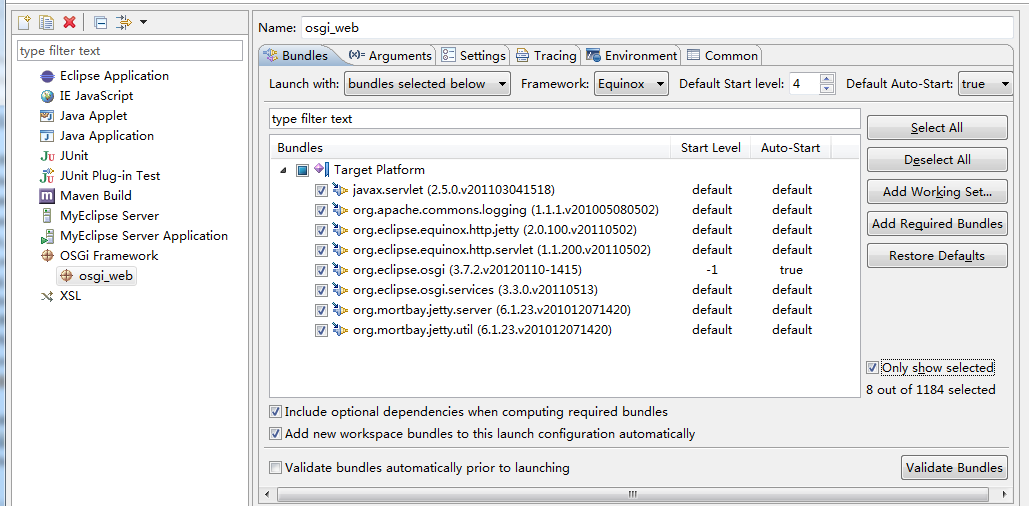 type filter text
Eclipse Application
IE JavaScript
Java Applet
Java Application
JUnit
JUnit Plug-in Test
Maven Build
MyEclipse Server
MyEclipse Server Application
OSGi Framework
osgi_web
XSL
Name: osgi_web
Bundles (x)= Arguments Settings Tracing Environment Common
Launch with: bundles selected below Framework: Equinox Default Start level: 4 Default Auto-Start: true
type filter text
Bundles Start Level Auto-Start
Target Platform
javax.servlet (2.5.0.v201103041518) default default
org.apache.commons.logging (1.1.1.v201005080502) default default
org.eclipse.equinox.http.jetty (2.0.100.v20110502) default default
org.eclipse.equinox.http.servlet (1.1.200.v20110502) default default
org.eclipse.osgi (3.7.2.v20120110-1415) -1 true
org.eclipse.osgi.services (3.3.0.v20110513) default default
org.mortbay.jetty.server (6.1.23.v201012071420) default default
org.mortbay.jetty.util (6.1.23.v201012071420) default default
Select All
Deselect All
Add Working Set...
Add Required Bundles
Restore Defaults
Only show selected
8 out of 1184 selected
Include optional dependencies when computing required bundles
Add new workspace bundles to this launch configuration automatically
Validate bundles automatically prior to launching
Validate Bundles